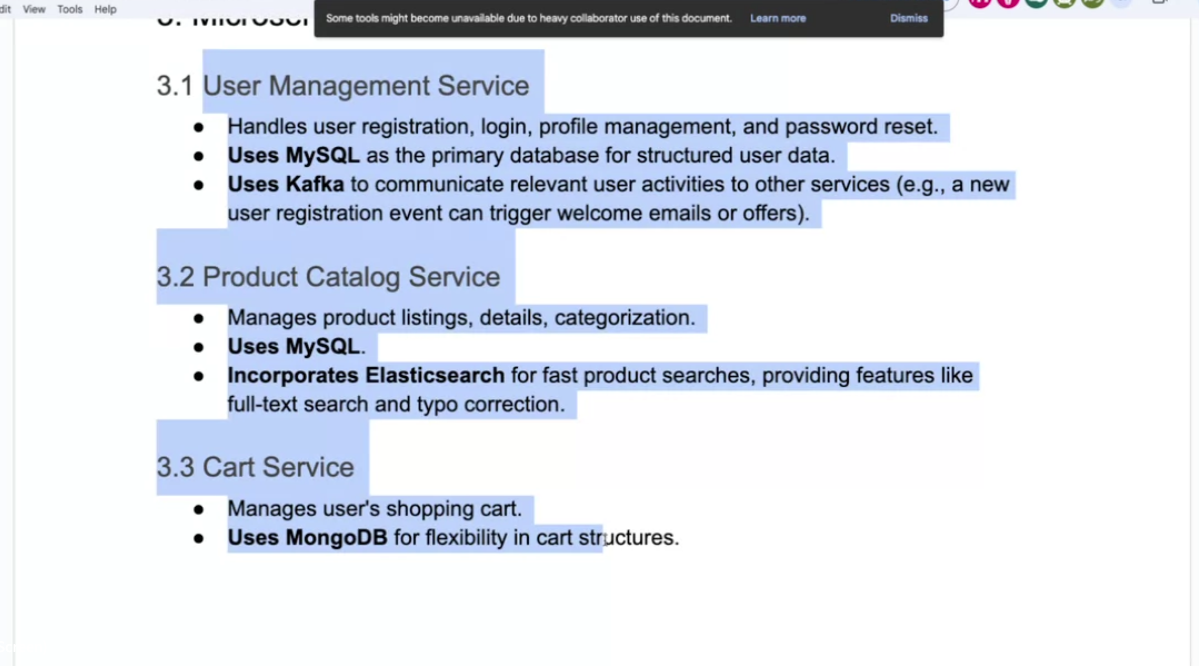 View Tools Help
Some tools might become unavailable due to heavy collaborator use of this document. Learn more Dismiss
3.1 User Management Service
● Handles user registration, login, profile management, and password reset.
● Uses MySQL as the primary database for structured user data.
● Uses Kafka to communicate relevant user activities to other services (e.g., a new
user registration event can trigger welcome emails or offers).
3.2 Product Catalog Service
● Manages product listings, details, categorization.
● Uses MySQL.
● Incorporates Elasticsearch for fast product searches, providing features like
full-text search and typo correction.
3.3 Cart Service
● Manages user's shopping cart.
● Uses MongoDB for flexibility in cart structures.